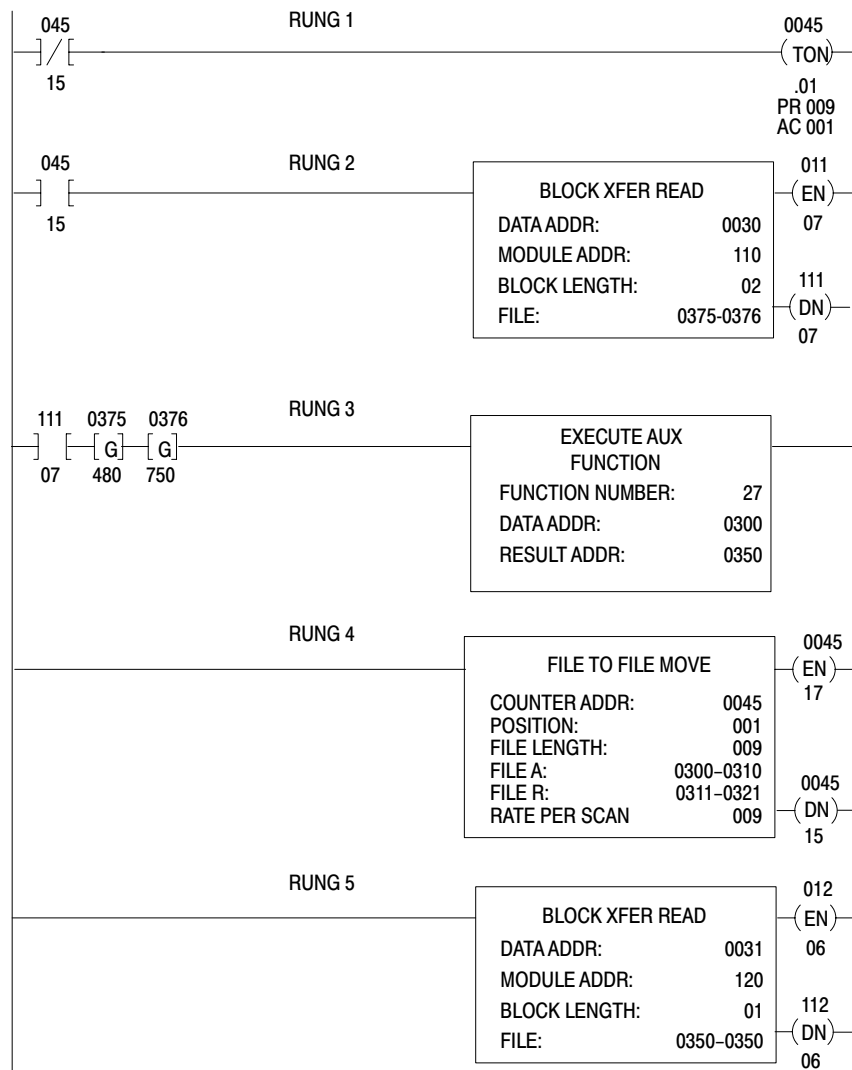 RUNG 1
045
15
0045
TON
.01
PR 009
AC 001
RUNG 2
045
15
BLOCK XFER READ
DATA ADDR: 0030
MODULE ADDR: 110
BLOCK LENGTH: 02
FILE: 0375-0376
011
EN
07
111
DN
07
RUNG 3
111 0375 0376
G G
07 480 750
EXECUTE AUX
FUNCTION
FUNCTION NUMBER: 27
DATA ADDR: 0300
RESULT ADDR: 0350
RUNG 4
FILE TO FILE MOVE
COUNTER ADDR: 0045
POSITION: 001
FILE LENGTH: 009
FILE A: 0300–0310
FILE R: 0311–0321
RATE PER SCAN 009
0045
EN
17
0045
DN
15
RUNG 5
BLOCK XFER READ
DATA ADDR: 0031
MODULE ADDR: 120
BLOCK LENGTH: 01
FILE: 0350–0350
012
EN
06
112
DN
06